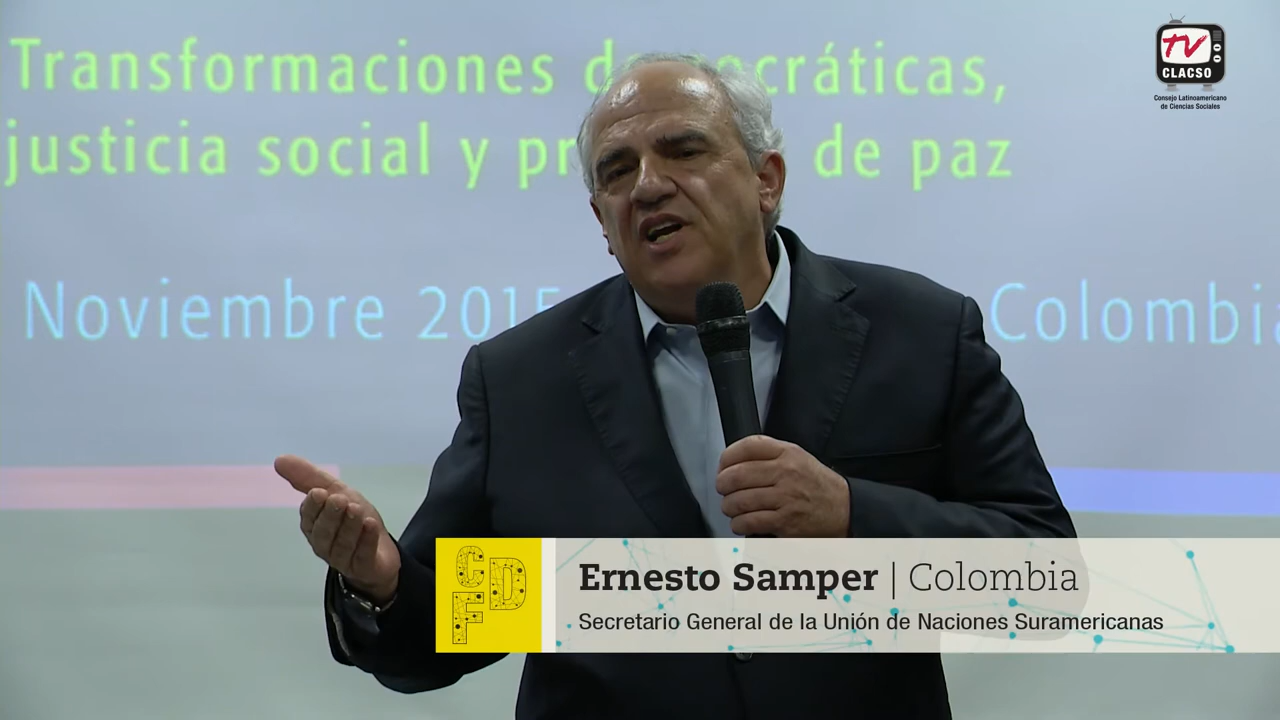 Transformaciones d cráticas,
justicia social y pr de paz
Noviembre 2015 Colombia
TV
CLACSO
Consejo Latinoamericano
de Ciencias Sociales
CDF
Ernesto Samper | Colombia
Secretario General de la Unión de Naciones Suramericanas